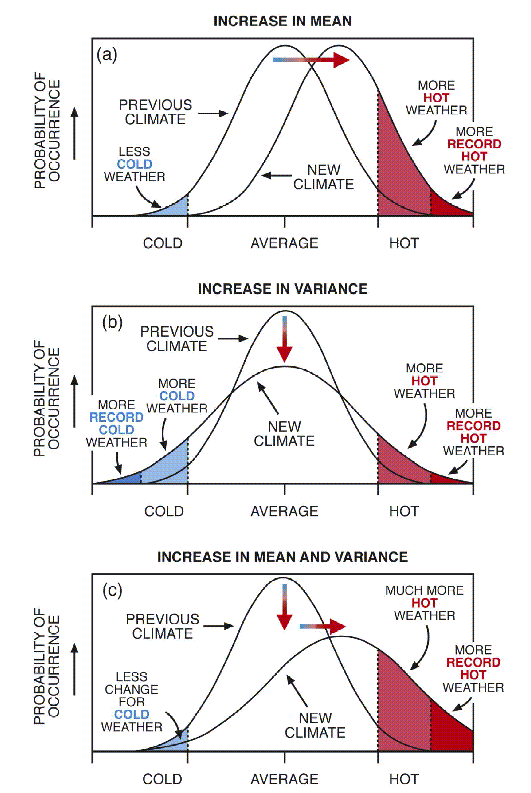 INCREASE IN MEAN
(a)
PROBABILITY OF
OCCURRENCE
PREVIOUS
CLIMATE
LESS
COLD
WEATHER
NEW
CLIMATE
MORE
HOT
WEATHER
MORE
RECORD
HOT
WEATHER
COLD
AVERAGE
HOT
INCREASE IN VARIANCE
(b)
PROBABILITY OF
OCCURRENCE
PREVIOUS
CLIMATE
MORE
COLD
WEATHER
MORE
RECORD
COLD
WEATHER
NEW
CLIMATE
MORE
HOT
WEATHER
MORE
RECORD
HOT
WEATHER
COLD
AVERAGE
HOT
INCREASE IN MEAN AND VARIANCE
(c)
PROBABILITY OF
OCCURRENCE
PREVIOUS
CLIMATE
LESS
CHANGE
FOR
COLD
WEATHER
NEW
CLIMATE
MUCH MORE
HOT
WEATHER
MORE
RECORD
HOT
WEATHER
COLD
AVERAGE
HOT